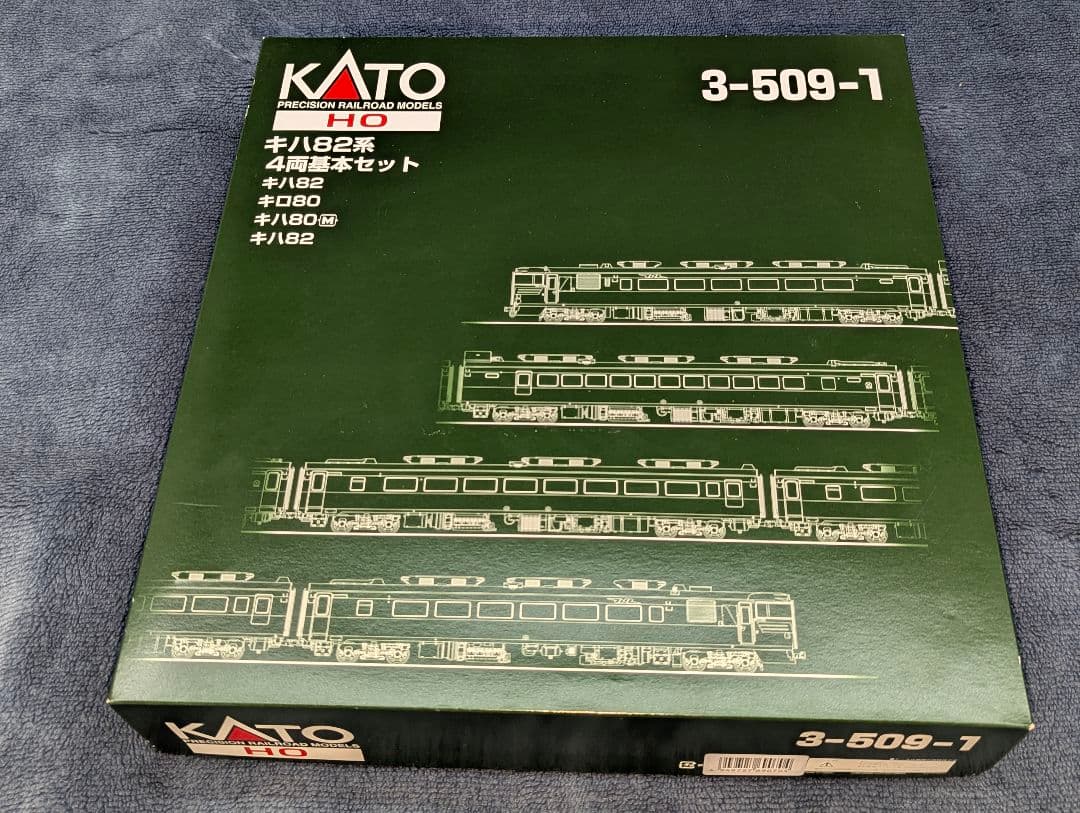 KATO
PRECISION RAILROAD MODELS
HO
3-509-1
キハ82系
4両基本セット
キハ82
キロ80
キハ80 M
キハ82
KATO
PRECISION RAILROAD MODELS
HO
3-509-1